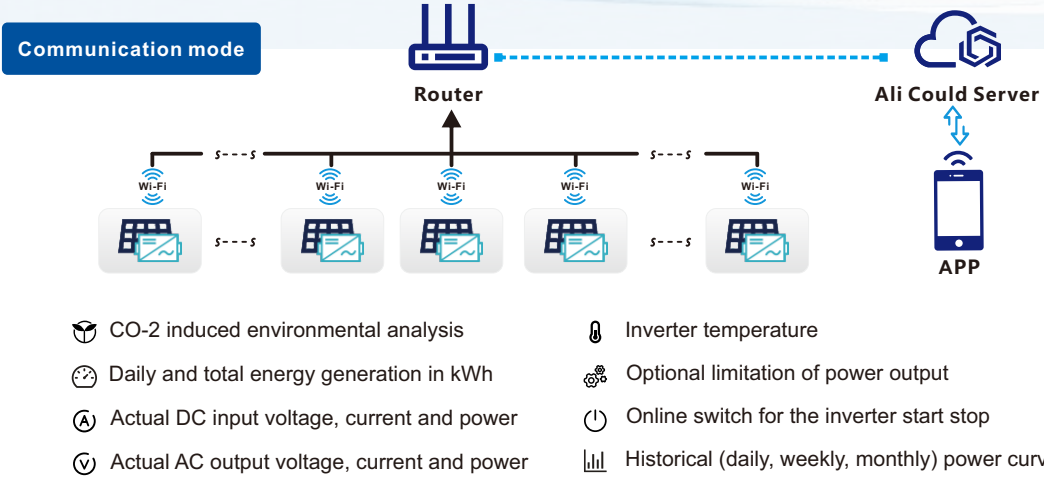 Communication mode
Router
Ali Could Server
s---s s---s
Wi-Fi Wi-Fi Wi-Fi Wi-Fi Wi-Fi
s---s s---s
APP
CO-2 induced environmental analysis
Inverter temperature
Daily and total energy generation in kWh
Optional limitation of power output
A Actual DC input voltage, current and power
Online switch for the inverter start stop
V Actual AC output voltage, current and power
Historical (daily, weekly, monthly) power curv